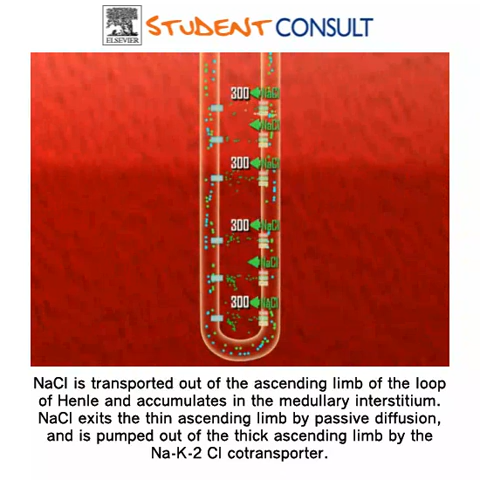 ELSEVIER
STUDENT CONSULT
300 NaCl
NaCl
300 NaCl
300 NaCl
NaCl
300 NaCl
NaCl is transported out of the ascending limb of the loop
of Henle and accumulates in the medullary interstitium.
NaCl exits the thin ascending limb by passive diffusion,
and is pumped out of the thick ascending limb by the
Na-K-2 Cl cotransporter.